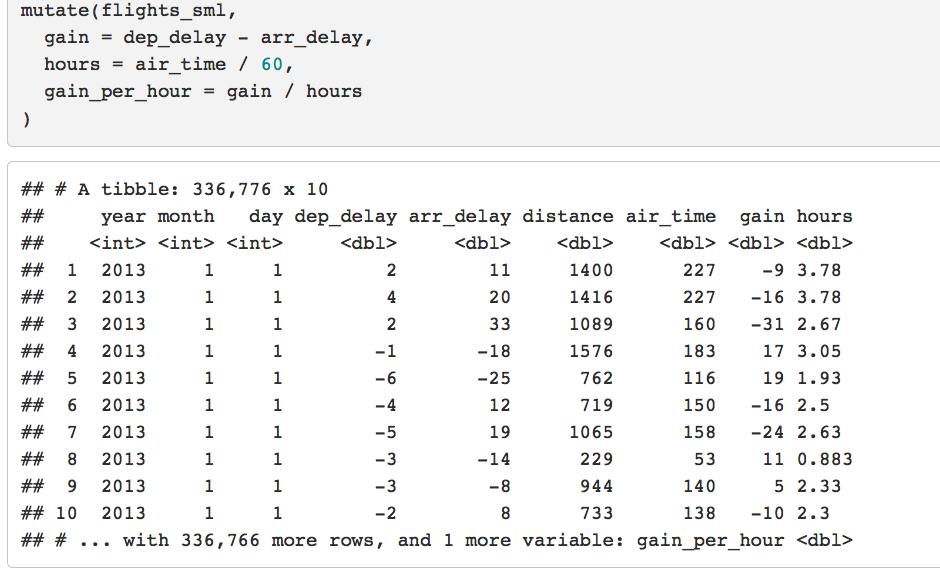 mutate(flights_sml,
  gain = dep_delay - arr_delay,
  hours = air_time / 60,
  gain_per_hour = gain / hours
)
## # A tibble: 336,776 x 10
##     year month   day dep_delay arr_delay distance air_time  gain hours
##    <int> <int> <int>     <dbl>     <dbl>    <dbl>    <dbl> <dbl> <dbl>
##  1  2013     1     1         2        11     1400      227    -9 3.78
##  2  2013     1     1         4        20     1416      227   -16 3.78
##  3  2013     1     1         2        33     1089      160   -31 2.67
##  4  2013     1     1        -1       -18     1576      183    17 3.05
##  5  2013     1     1        -6       -25      762      116    19 1.93
##  6  2013     1     1        -4        12      719      150   -16 2.5
##  7  2013     1     1        -5        19     1065      158   -24 2.63
##  8  2013     1     1        -3       -14      229       53    11 0.883
##  9  2013     1     1        -3        -8      944      140     5 2.33
## 10  2013     1     1        -2         8      733      138   -10 2.3
## # ... with 336,766 more rows, and 1 more variable: gain_per_hour <dbl>